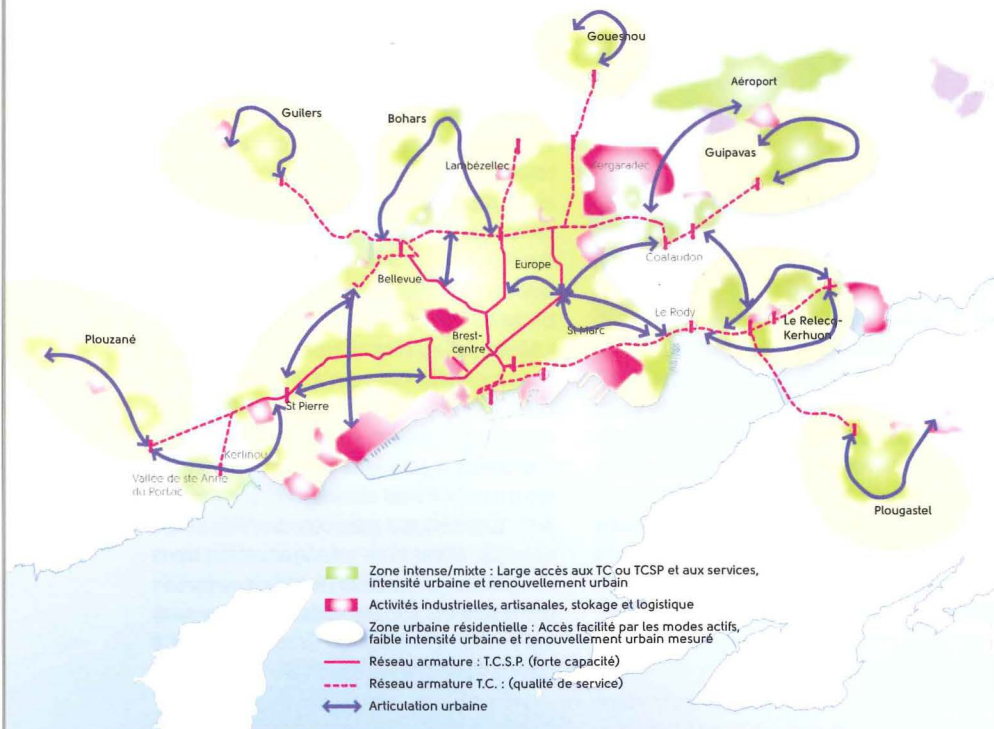 Gouesnou
Aéroport
Guilers
Bohars
Lambézellec
Kergaradec
Guipavas
Coataudon
Europe
Bellevue
Le Rody
St Marc
Le Relecq-
Kerhuon
Brest-
centre
Plouzané
St Pierre
Kerlinou
Vallée de ste Anne
du Portzic
Plougastel
Zone intense/mixte : Large accès aux TC ou TCSP et aux services,
intensité urbaine et renouvellement urbain
Activités industrielles, artisanales, stokage et logistique
Zone urbaine résidentielle : Accès facilité par les modes actifs,
faible intensité urbaine et renouvellement urbain mesuré
Réseau armature : T.C.S.P. (forte capacité)
Réseau armature T.C. : (qualité de service)
Articulation urbaine